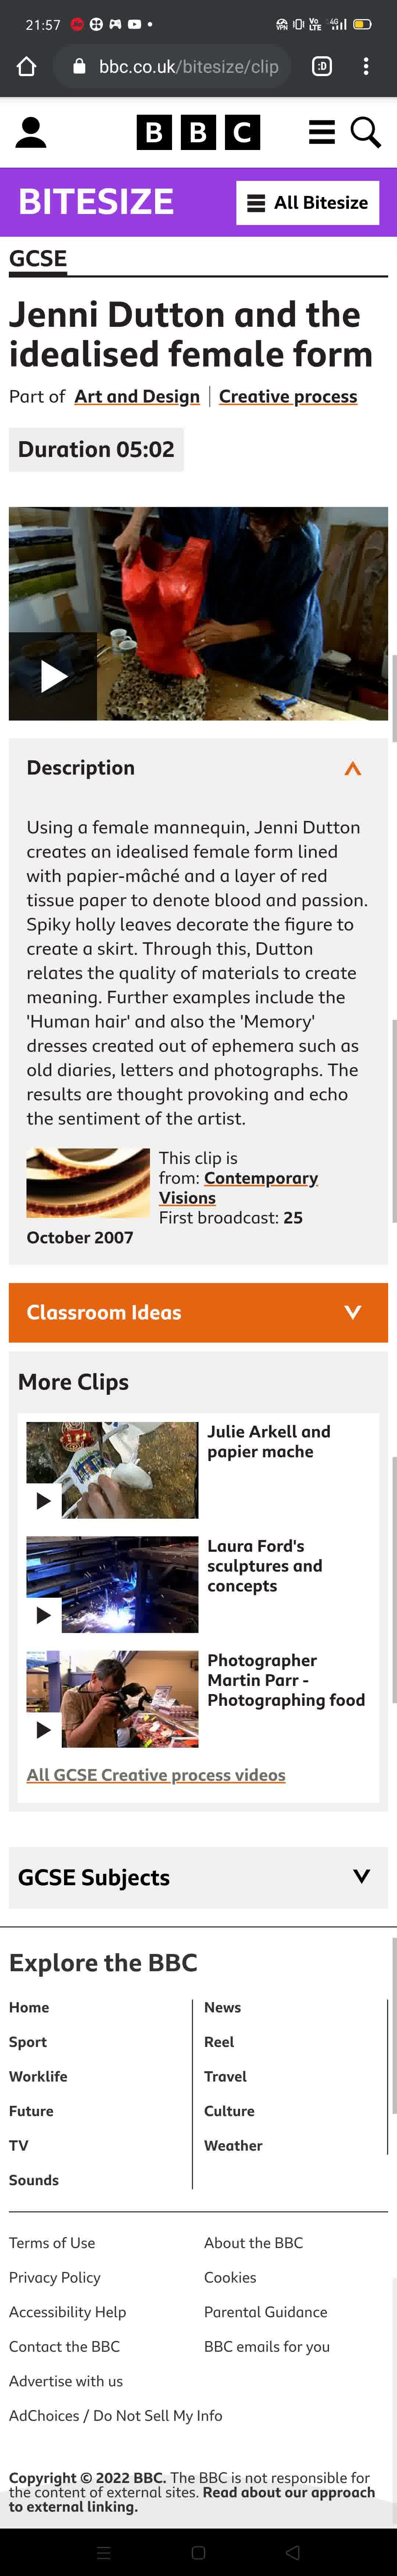 21:57
VPN Vo LTE 4G
bbc.co.uk/bitesize/clip
:D
BBC
BITESIZE
All Bitesize
GCSE
Jenni Dutton and the
idealised female form
Part of Art and Design | Creative process
Duration 05:02
Description
Using a female mannequin, Jenni Dutton
creates an idealised female form lined
with papier-mâché and a layer of red
tissue paper to denote blood and passion.
Spiky holly leaves decorate the figure to
create a skirt. Through this, Dutton
relates the quality of materials to create
meaning. Further examples include the
'Human hair' and also the 'Memory'
dresses created out of ephemera such as
old diaries, letters and photographs. The
results are thought provoking and echo
the sentiment of the artist.
This clip is
from: Contemporary
Visions
First broadcast: 25
October 2007
Classroom Ideas
More Clips
Julie Arkell and
papier mache
Laura Ford's
sculptures and
concepts
Photographer
Martin Parr -
Photographing food
All GCSE Creative process videos
GCSE Subjects
Explore the BBC
Home
News
Sport
Reel
Worklife
Travel
Future
Culture
TV
Weather
Sounds
Terms of Use
About the BBC
Privacy Policy
Cookies
Accessibility Help
Parental Guidance
Contact the BBC
BBC emails for you
Advertise with us
AdChoices / Do Not Sell My Info
Copyright © 2022 BBC. The BBC is not responsible for
the content of external sites. Read about our approach
to external linking.